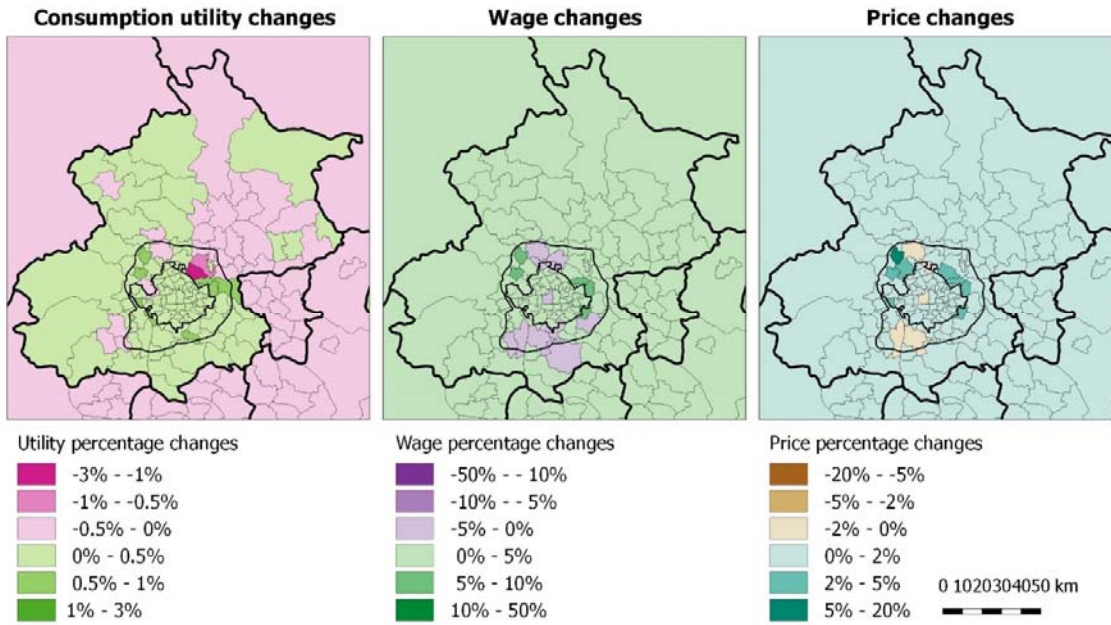 Consumption utility changes
Wage changes
Price changes
Utility percentage changes
-3% - -1%
-1% - -0.5%
-0.5% - 0%
0% - 0.5%
0.5% - 1%
1% - 3%
Wage percentage changes
-50% - - 10%
-10% - - 5%
-5% - 0%
0% - 5%
5% - 10%
10% - 50%
Price percentage changes
-20% - -5%
-5% - -2%
-2% - 0%
0% - 2%
2% - 5%
5% - 20%
0 1020304050 km